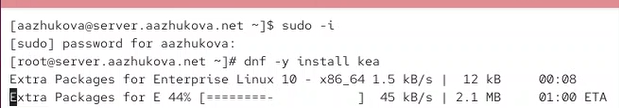 [aazhukova@server.aazhukova.net ~]$ sudo -i
[sudo] password for aazhukova:
[root@server.aazhukova.net ~]# dnf -y install kea
Extra Packages for Enterprise Linux 10 - x86_64 1.5 kB/s |  12 kB     00:08
Extra Packages for E 44% [========-           ]  45 kB/s | 2.1 MB     01:00 ETA